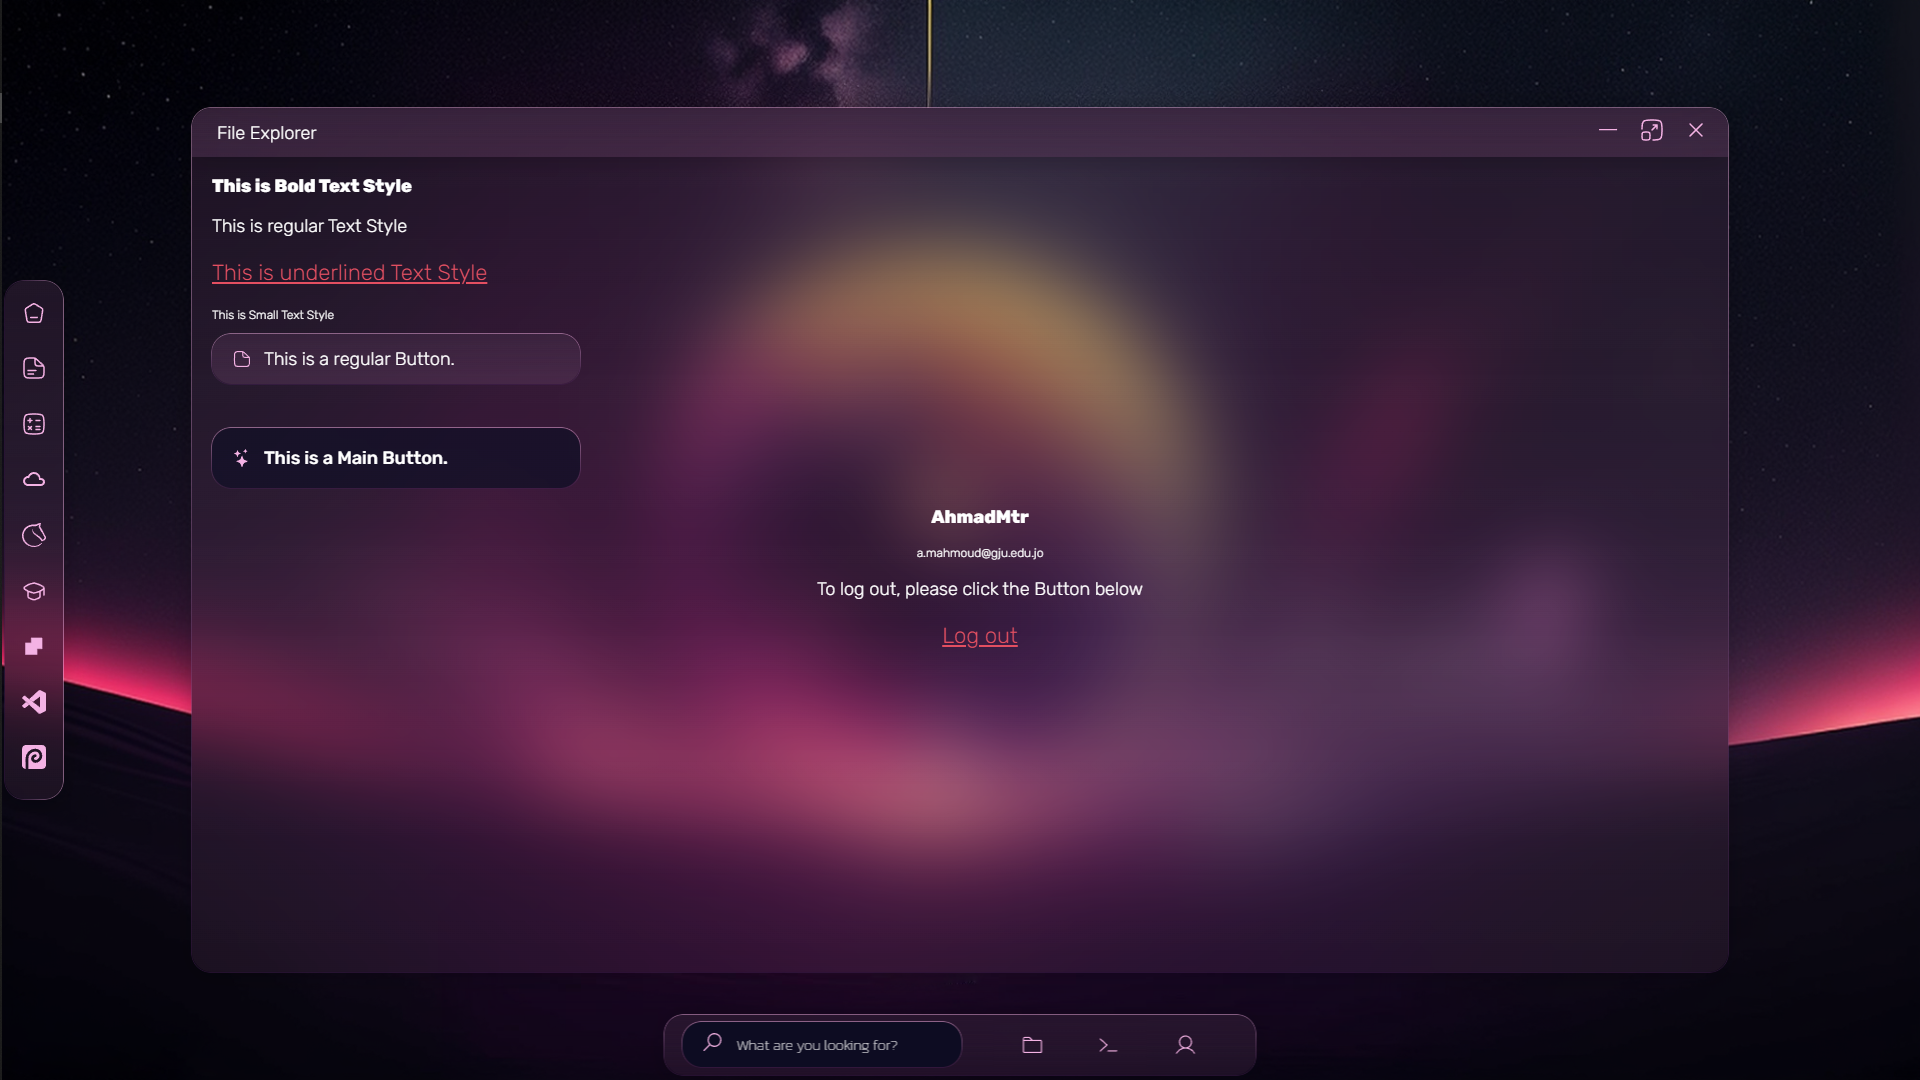 File Explorer
This is Bold Text Style
This is regular Text Style
This is underlined Text Style
This is Small Text Style
This is a regular Button.
This is a Main Button.
AhmadMtr
a.mahmoud@gju.edu.jo
To log out, please click the Button below
Log out
What are you looking for?